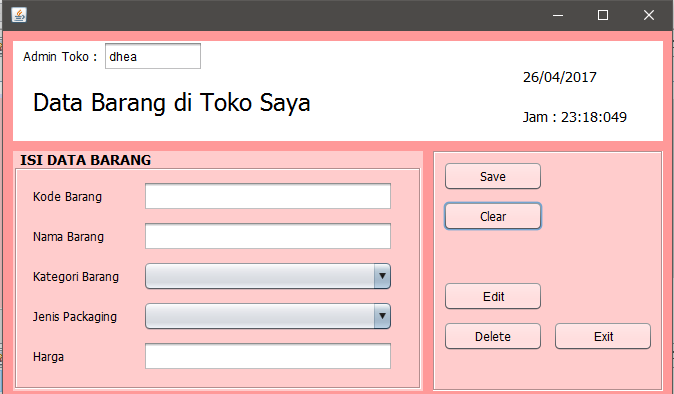 Admin Toko : dhea
26/04/2017
Data Barang di Toko Saya
Jam : 23:18:049
ISI DATA BARANG
Kode Barang
Nama Barang
Kategori Barang
Jenis Packaging
Harga
Save
Clear
Edit
Delete Exit